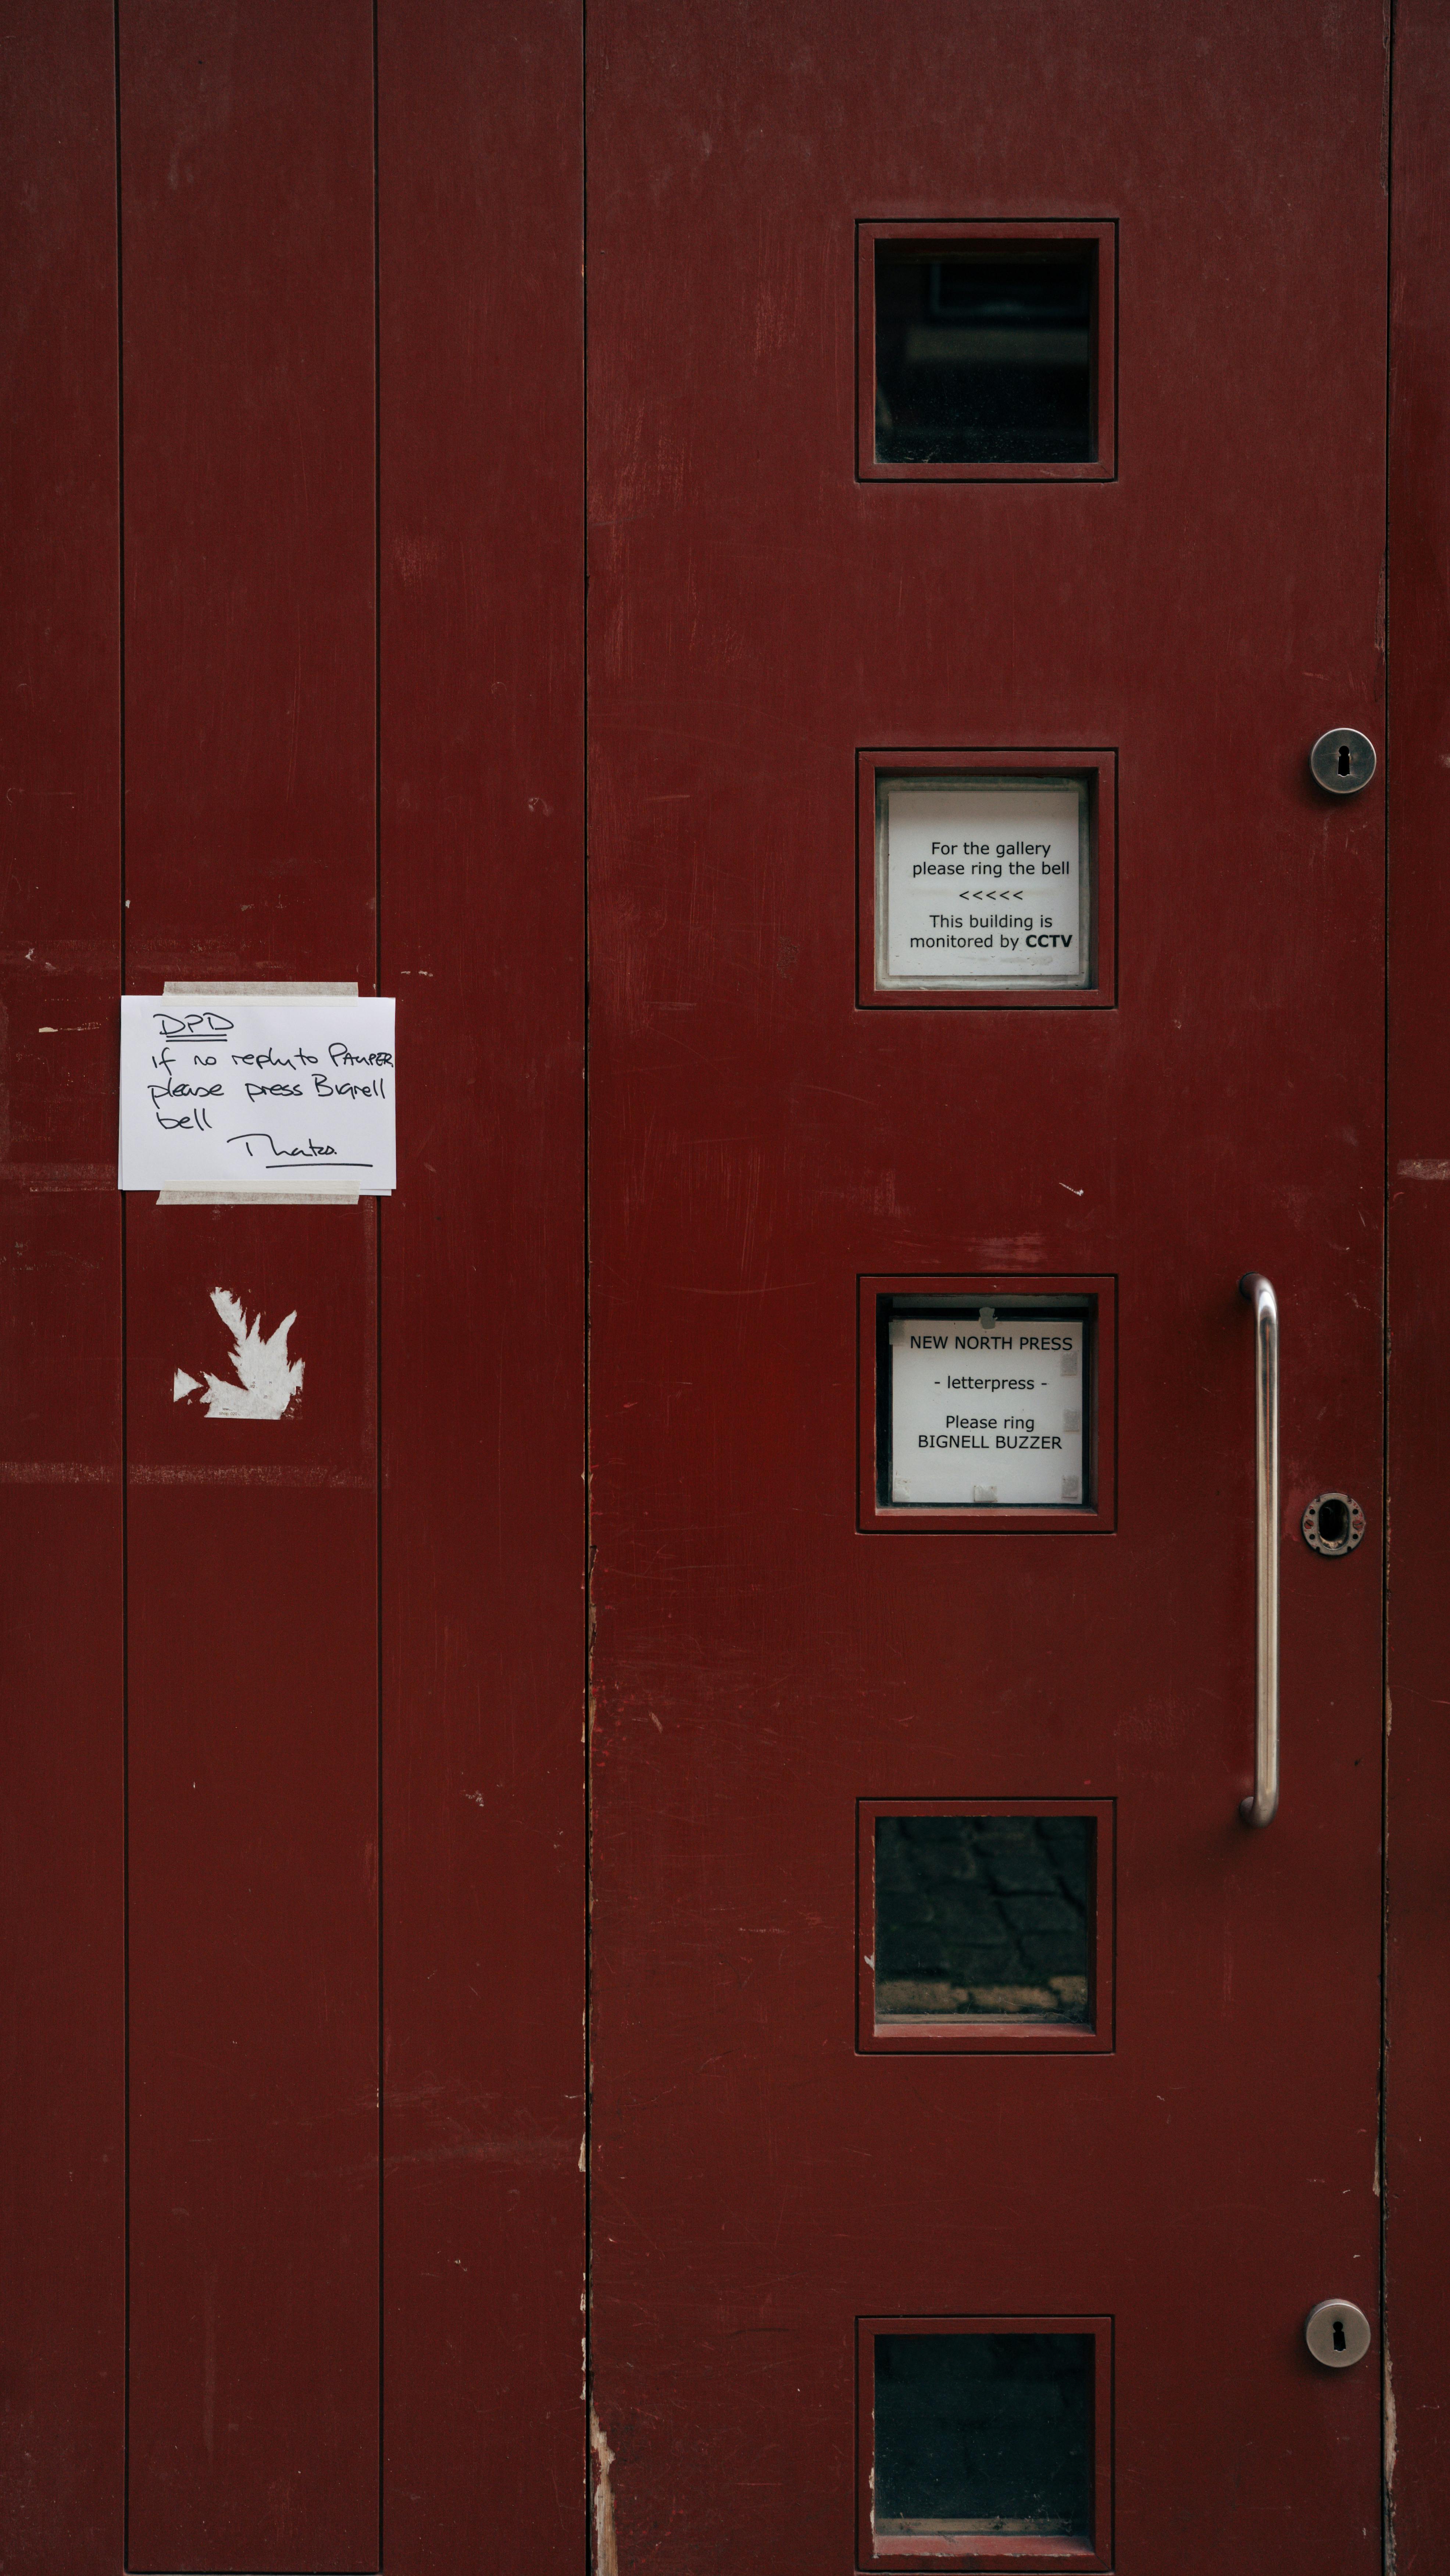 For the gallery
please ring the bell
<<<<<
This building is
monitored by CCTV
DPD
if no reply to PAUPER
please press Bignell
bell
Thanks.
NEW NORTH PRESS
- letterpress -
Please ring
BIGNELL BUZZER